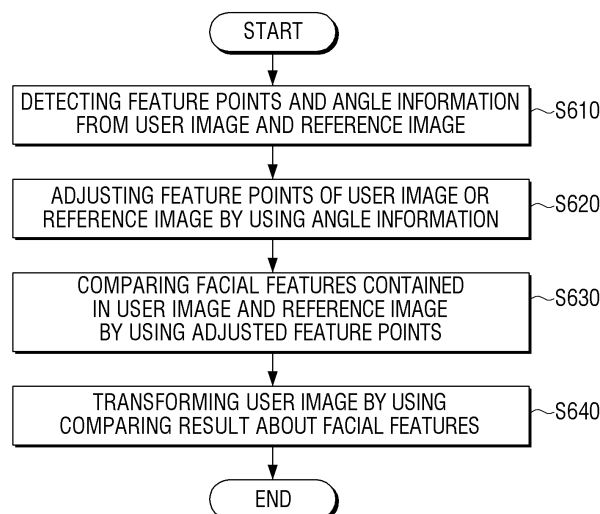 START
DETECTING FEATURE POINTS AND ANGLE INFORMATION
FROM USER IMAGE AND REFERENCE IMAGE
S610
ADJUSTING FEATURE POINTS OF USER IMAGE OR
REFERENCE IMAGE BY USING ANGLE INFORMATION
S620
COMPARING FACIAL FEATURES CONTAINED
IN USER IMAGE AND REFERENCE IMAGE
BY USING ADJUSTED FEATURE POINTS
S630
TRANSFORMING USER IMAGE BY USING
COMPARING RESULT ABOUT FACIAL FEATURES
S640
END